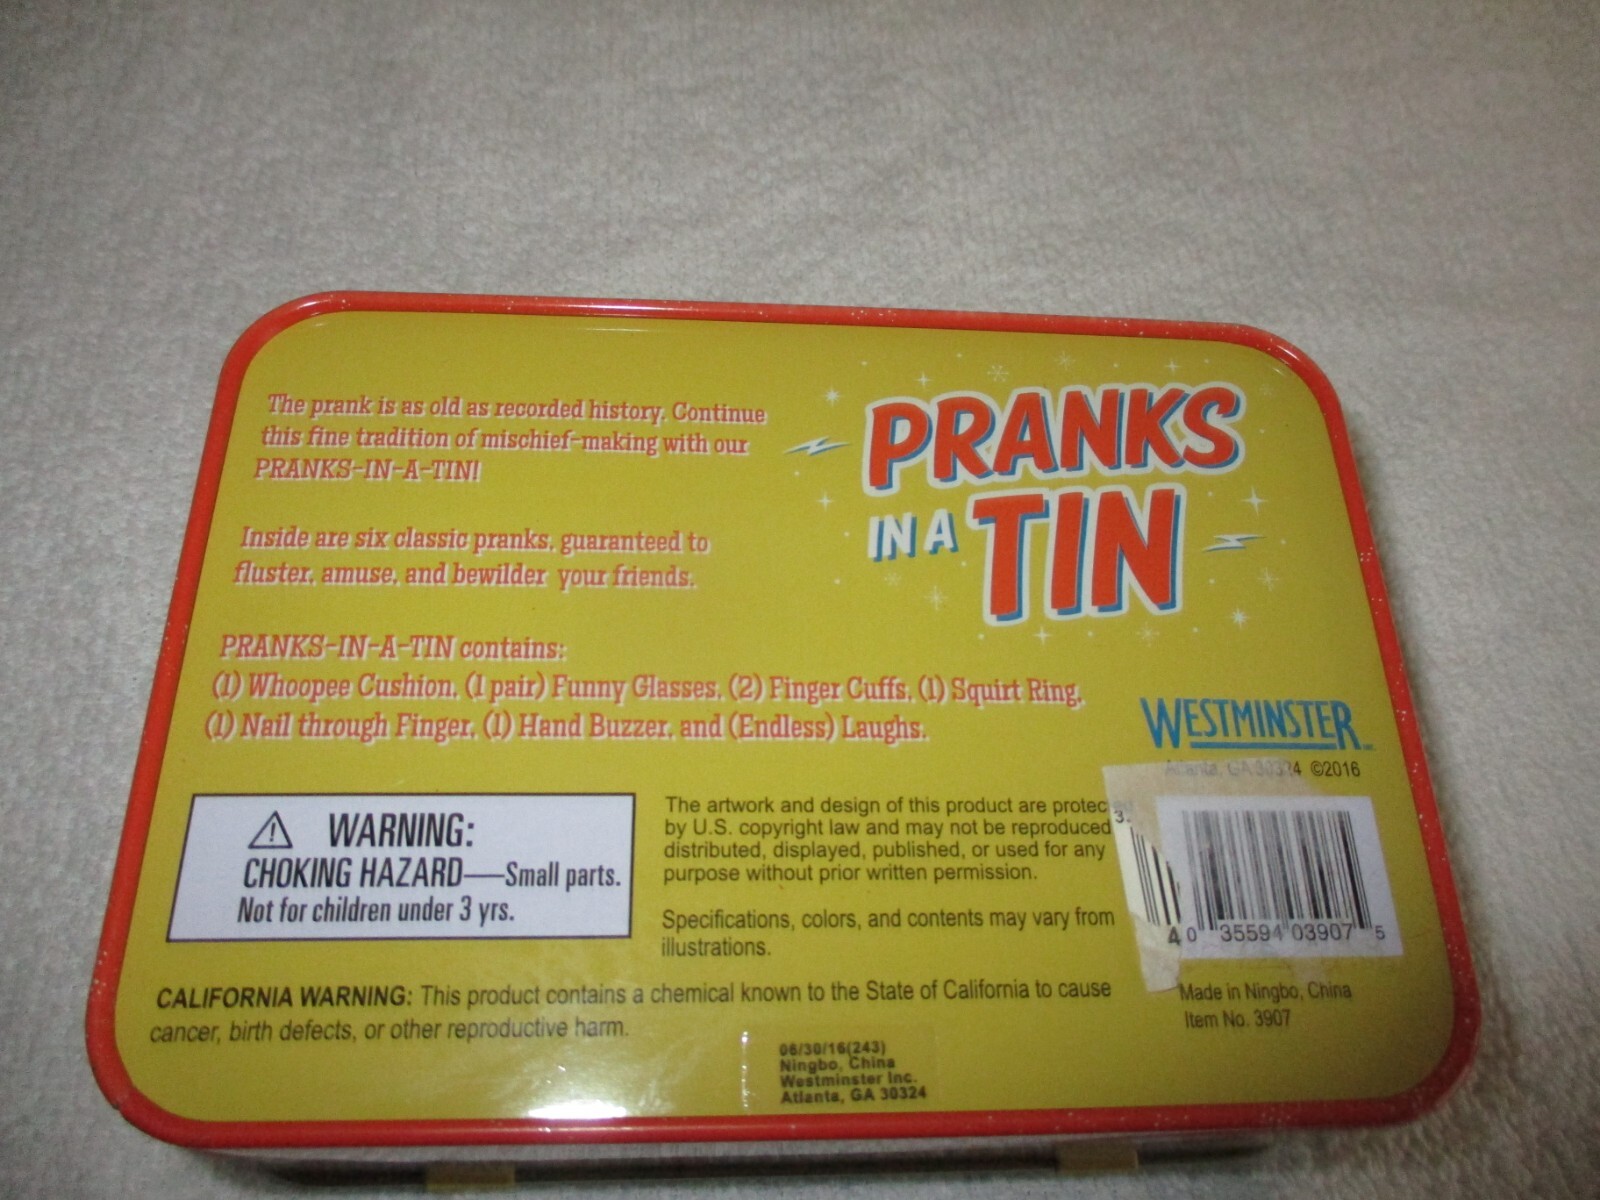 The prank is as old as recorded history. Continue
this fine tradition of mischief-making with our
PRANKS-IN-A-TIN!
Inside are six classic pranks, guaranteed to
fluster, amuse, and bewilder your friends.
PRANKS
IN A TIN
PRANKS-IN-A-TIN contains:
(1) Whoopee Cushion, (1 pair) Funny Glasses, (2) Finger Cuffs, (1) Squirt Ring,
(1) Nail through Finger, (1) Hand Buzzer, and (Endless) Laughs.
WESTMINSTER INC.
Atlanta, GA 30324 ©2016
WARNING:
CHOKING HAZARD—Small parts.
Not for children under 3 yrs.
The artwork and design of this product are protected
by U.S. copyright law and may not be reproduced
distributed, displayed, published, or used for any
purpose without prior written permission.
Specifications, colors, and contents may vary from
illustrations.
3.
4
0 35594 03907 5
Made in Ningbo, China
Item No. 3907
CALIFORNIA WARNING: This product contains a chemical known to the State of California to cause
cancer, birth defects, or other reproductive harm.
06/30/16(243)
Ningbo, China
Westminster Inc.
Atlanta, GA 30324